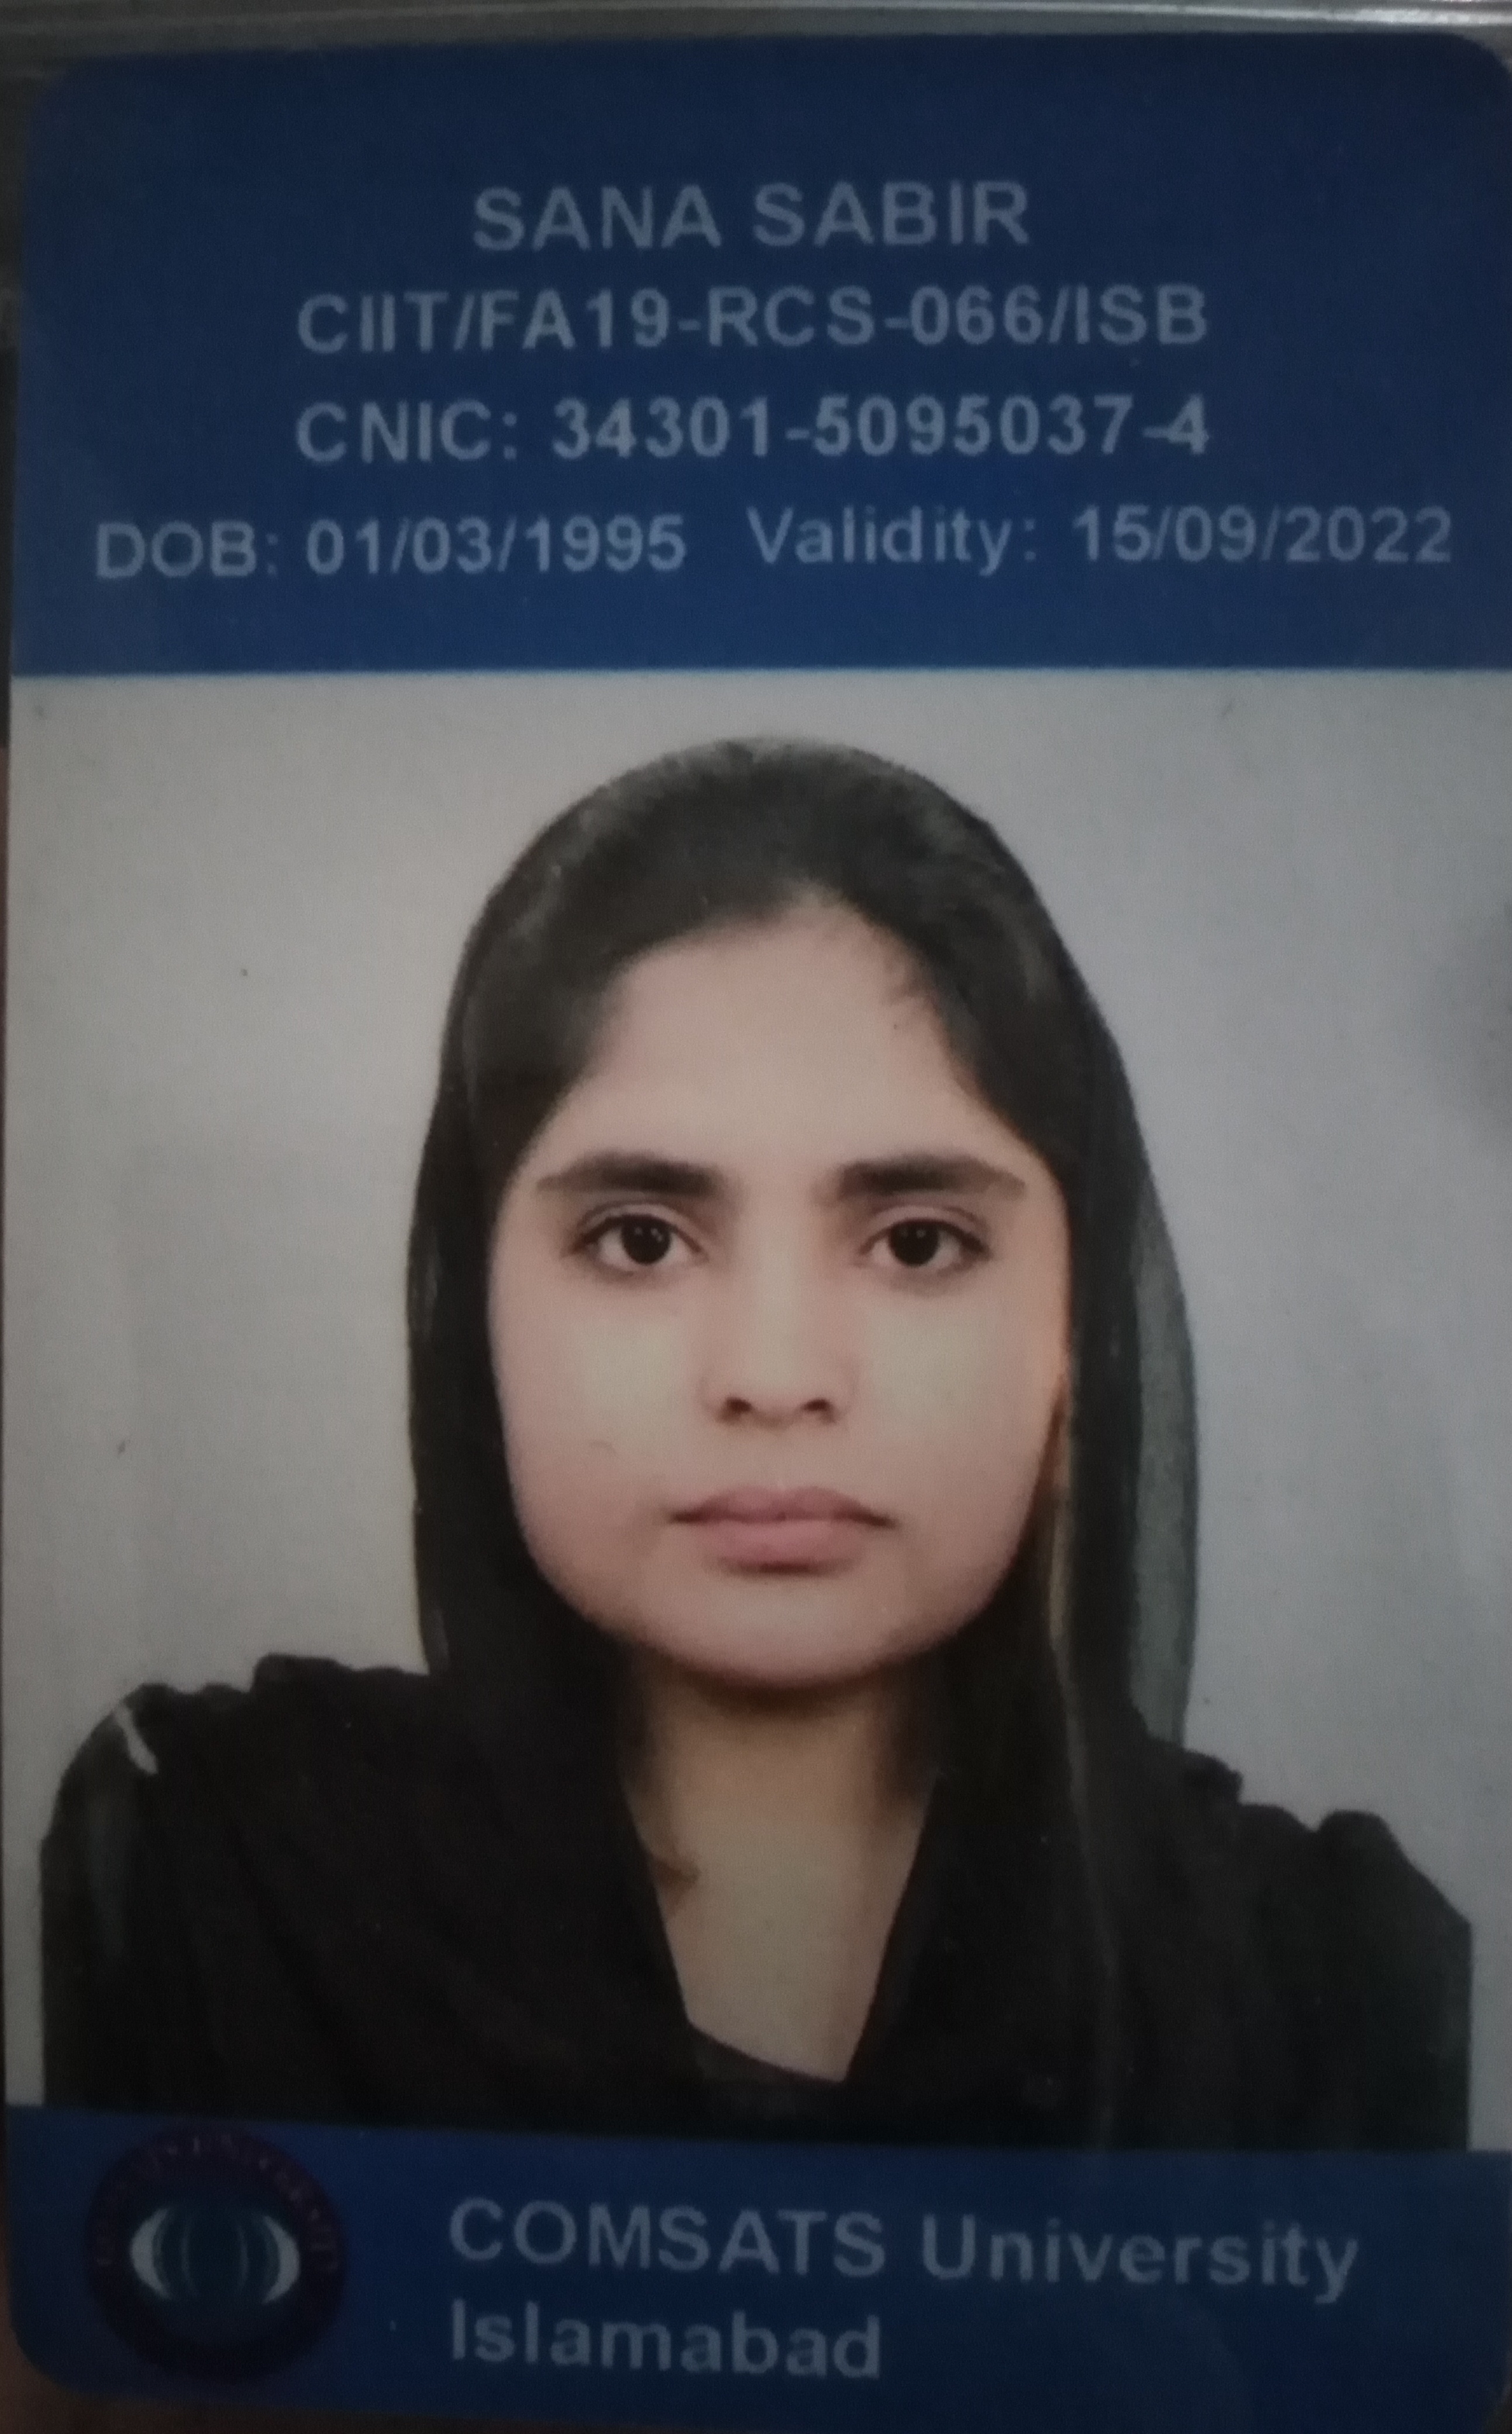 SANA SABIR
CIIT/FA19-RCS-066/ISB
CNIC: 34301-5095037-4
DOB: 01/03/1995 Validity: 15/09/2022
COMSATS University
Islamabad